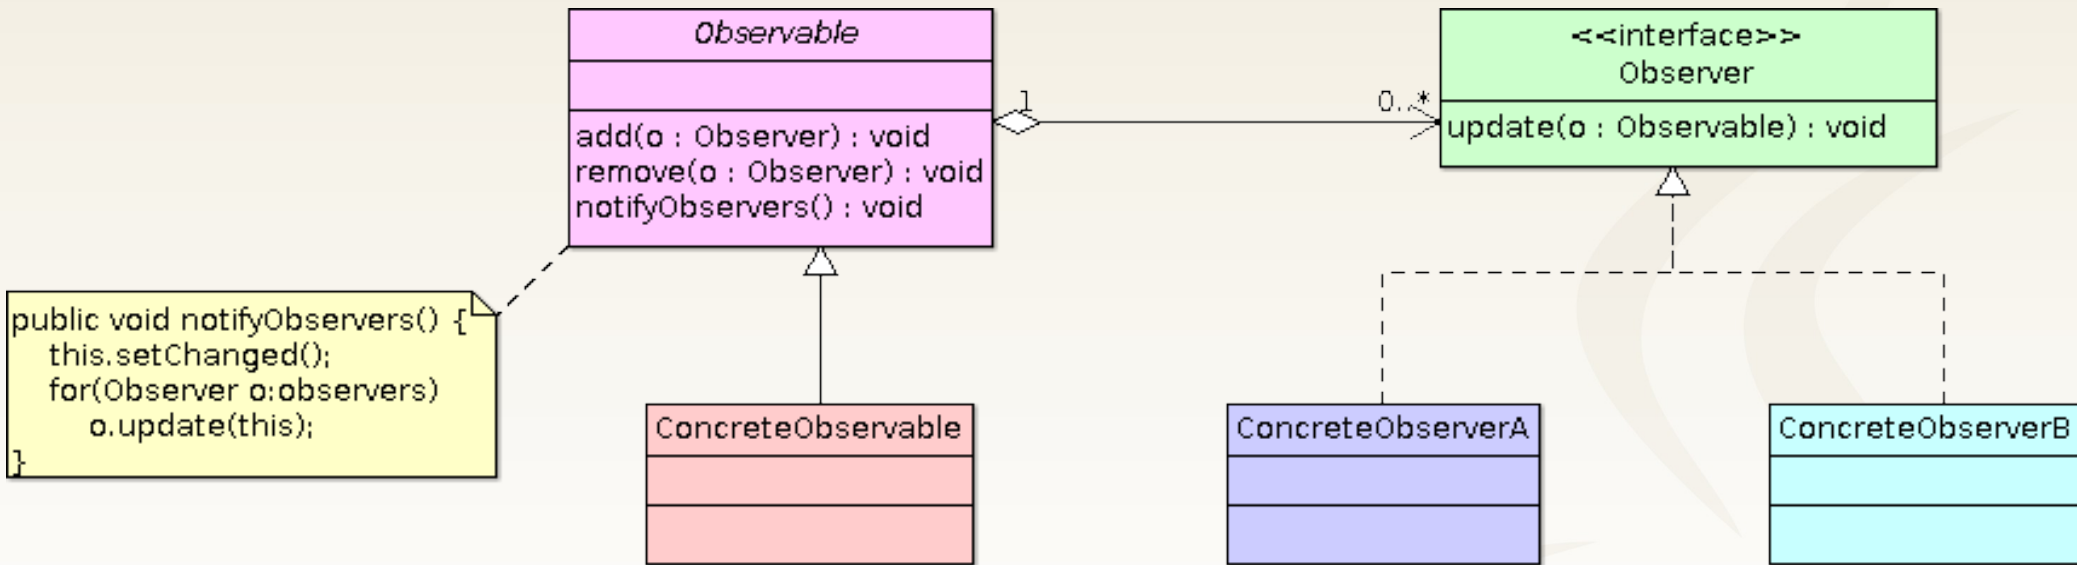 Observable
add(o : Observer) : void
remove(o : Observer) : void
notifyObservers() : void
1
0..*
<<interface>>
Observer
update(o : Observable) : void
public void notifyObservers() {
this.setChanged();
for(Observer o:observers)
o.update(this);
}
ConcreteObservable
ConcreteObserverA
ConcreteObserverB